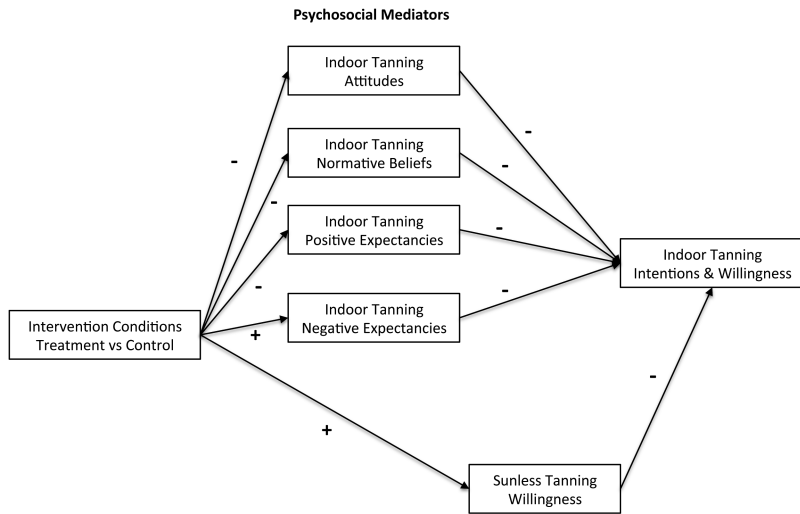 Psychosocial Mediators
Indoor Tanning
Attitudes
-
-
Indoor Tanning
Normative Beliefs
-
-
Indoor Tanning
Positive Expectancies
-
-
Indoor Tanning
Intentions & Willingness
Indoor Tanning
Negative Expectancies
-
Intervention Conditions
Treatment vs Control
+
-
+
Sunless Tanning
Willingness